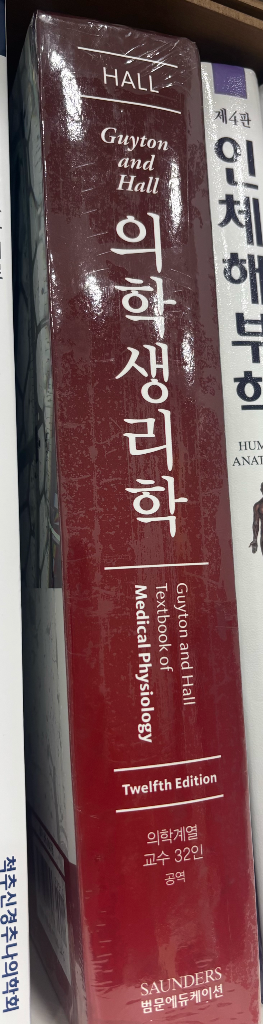 HALL
Guyton
and
Hall
의학생리학
Guyton and Hall
Textbook of
Medical Physiology
Twelfth Edition
의학계열
교수 32인
공역
SAUNDERS
범문에듀케이션
제4판
인체해부학
척추신경추나의학회